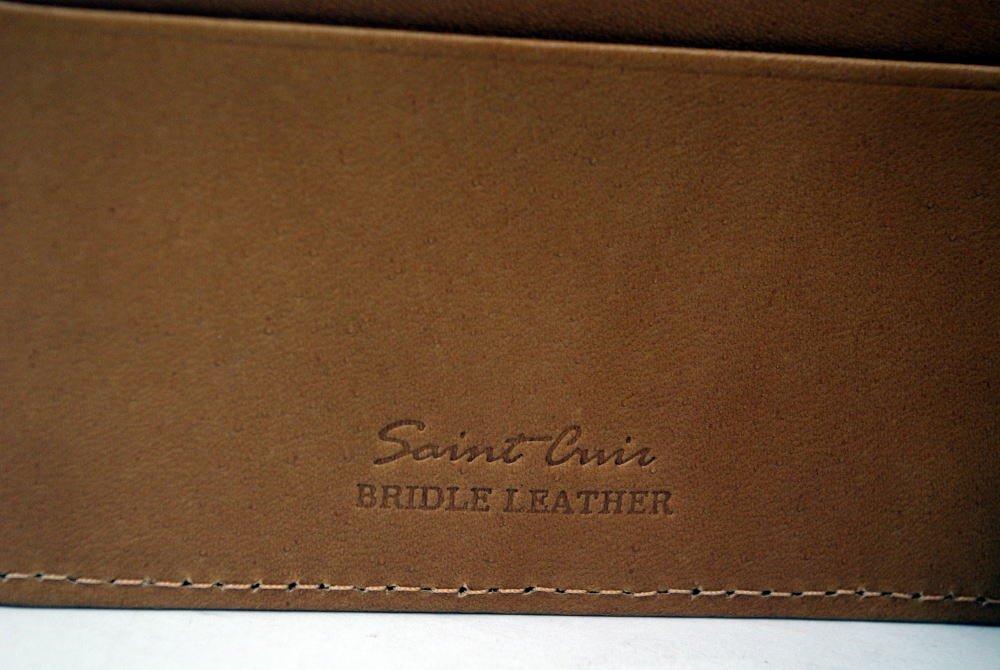 Saint Cuir
BRIDLE LEATHER